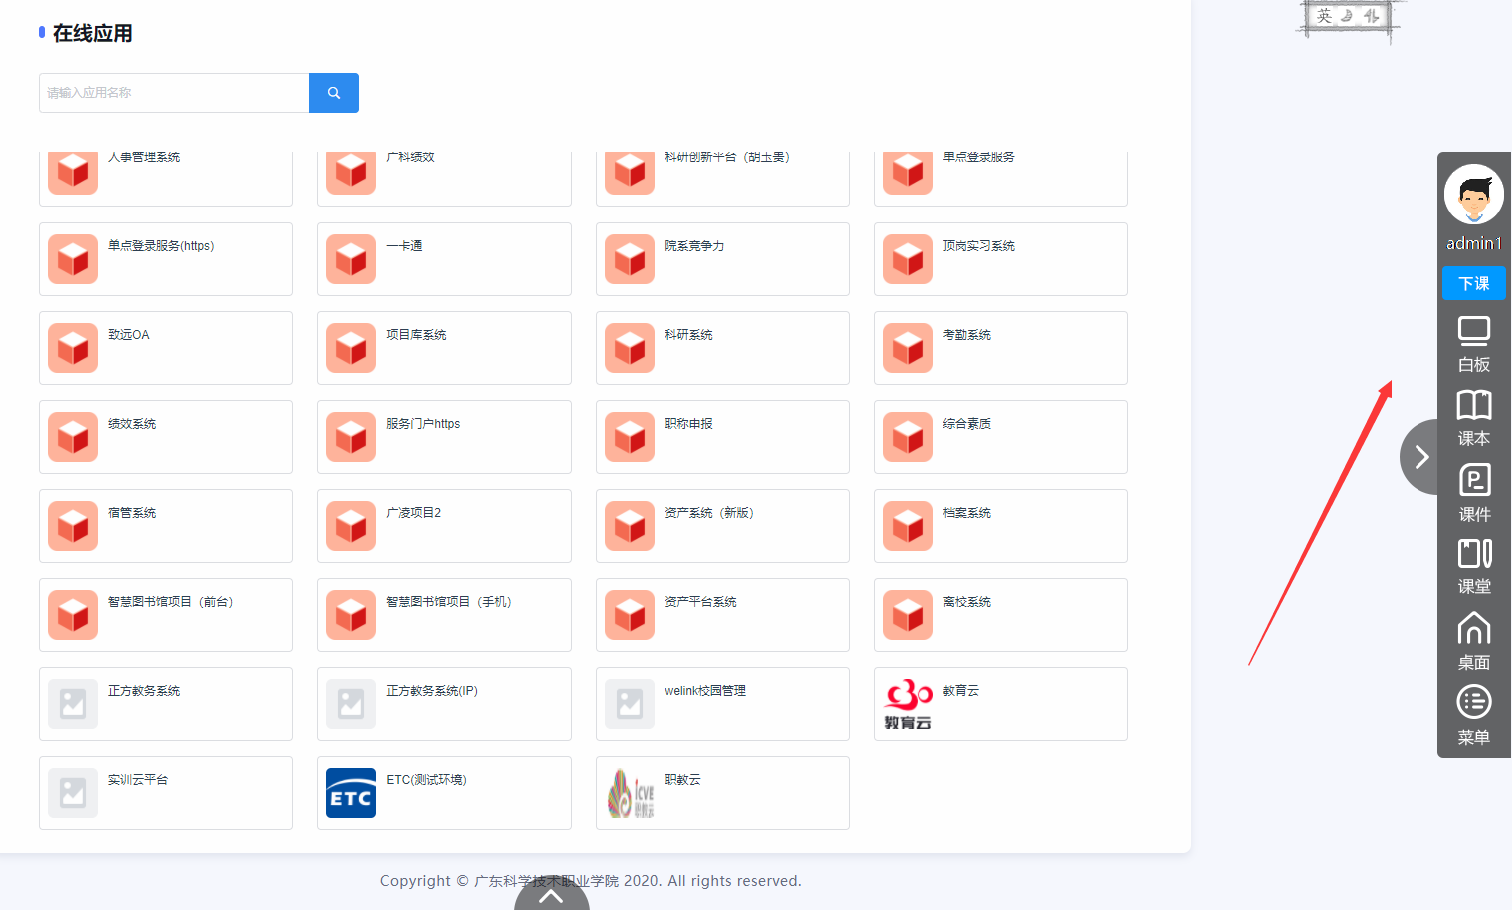 在线应用
英
请输入应用名称
人事管理系统
广科绩效
科研创新平台（胡玉寰）
单点登录服务
单点登录服务(https)
一卡通
院系竞争力
顶岗实习系统
致远OA
项目库系统
科研系统
考勤系统
绩效系统
服务门户https
职称申报
综合素质
宿管系统
广凌项目2
资产系统（新版）
档案系统
智慧图书馆项目（前台）
智慧图书馆项目（手机）
资产平台系统
离校系统
正方教务系统
正方教务系统(IP)
welink校园管理
教育云
教育云
实训云平台
ETC
ETC(测试环境)
icve
职教云
职教云
Copyright © 广东科学技术职业学院 2020. All rights reserved.
admin1
下课
白板
课本
课件
课堂
桌面
菜单